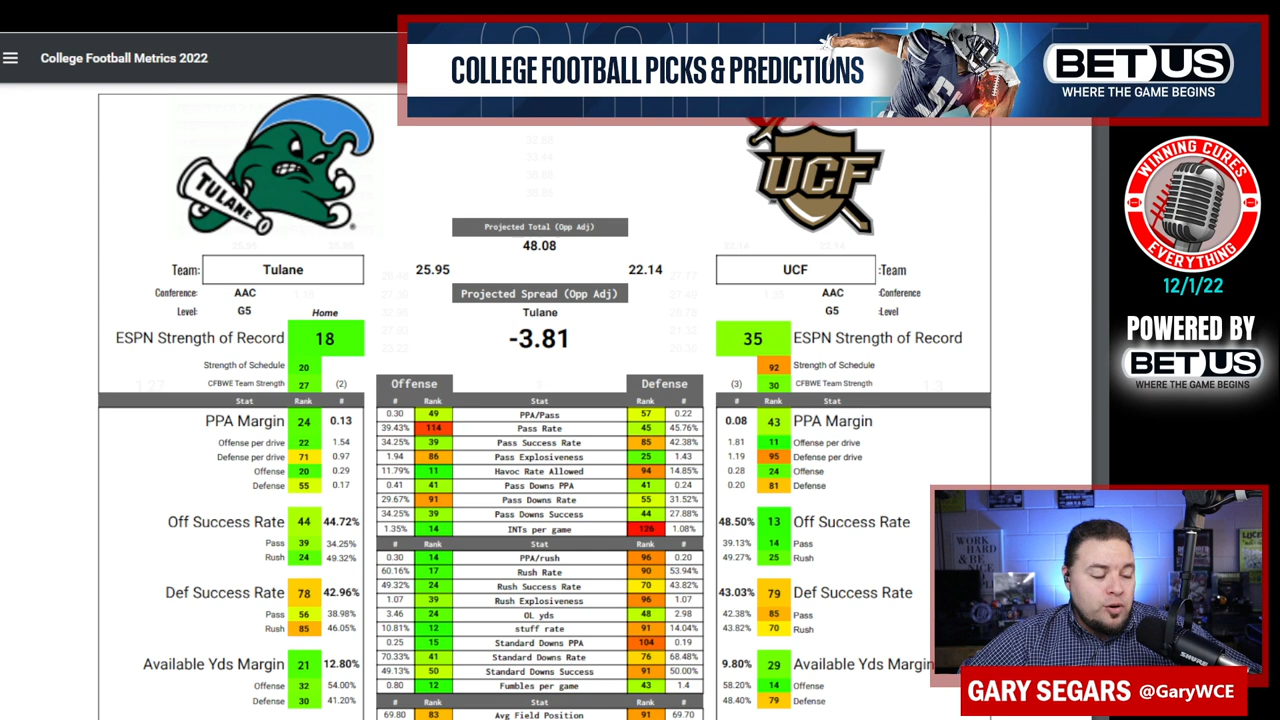 College Football Metrics 2022
COLLEGE FOOTBALL PICKS & PREDICTIONS
BETUS
WHERE THE GAME BEGINS
TULANE
UCF
WINNING CURES
EVERYTHING
12/1/22
POWERED BY
BETUS
WHERE THE GAME BEGINS
Projected Total (Opp Adj)
48.08
Team: Tulane 25.95 22.14 UCF :Team
Conference: AAC Projected Spread (Opp Adj) AAC :Conference
Level: G5 Home Tulane G5 :Level
ESPN Strength of Record 18 -3.81 35 ESPN Strength of Record
Strength of Schedule 20 92 Strength of Schedule
CFBWE Team Strength 27 (2) Offense Defense (3) 30 CFBWE Team Strength
Stat Rank # # Rank Stat Rank # # Rank Stat
PPA Margin 24 0.13 0.08 43 PPA Margin
Offense per drive 22 1.54 1.81 11 Offense per drive
Defense per drive 71 0.97 1.19 95 Defense per drive
Offense 20 0.29 0.28 24 Offense
Defense 55 0.17 0.20 81 Defense
Off Success Rate 44 44.72% 48.50% 13 Off Success Rate
Pass 39 34.25% 39.13% 14 Pass
Rush 24 49.32% 49.27% 25 Rush
Def Success Rate 78 42.96% 43.03% 79 Def Success Rate
Pass 56 38.98% 42.38% 85 Pass
Rush 85 46.05% 43.82% 70 Rush
Available Yds Margin 21 12.80% 9.80% 29 Available Yds Margin
Offense 32 54.00% 58.20% 14 Offense
Defense 30 41.20% 48.40% 79 Defense
0.30 49 PPA/Pass 57 0.22
39.43% 114 Pass Rate 45 45.76%
34.25% 39 Pass Success Rate 85 42.38%
1.94 86 Pass Explosiveness 25 1.43
11.79% 11 Havoc Rate Allowed 94 14.85%
0.41 41 Pass Downs PPA 41 0.24
29.67% 91 Pass Downs Rate 55 31.52%
34.25% 39 Pass Downs Success 44 27.88%
1.35% 14 INTs per game 126 1.08%
# Rank Stat Rank #
0.30 14 PPA/rush 96 0.20
60.16% 17 Rush Rate 90 53.94%
49.32% 24 Rush Success Rate 70 43.82%
1.07 39 Rush Explosiveness 96 1.07
3.46 24 OL yds 48 2.98
10.81% 12 stuff rate 91 14.04%
0.25 15 Standard Downs PPA 104 0.19
70.33% 41 Standard Downs Rate 76 68.48%
49.13% 50 Standard Downs Success 91 50.00%
0.80 12 Fumbles per game 43 1.4
# Rank Stat Rank #
69.80 83 Avg Field Position 91 69.70
WORK
HARD &
SHURE
GARY SEGARS @GaryWCE